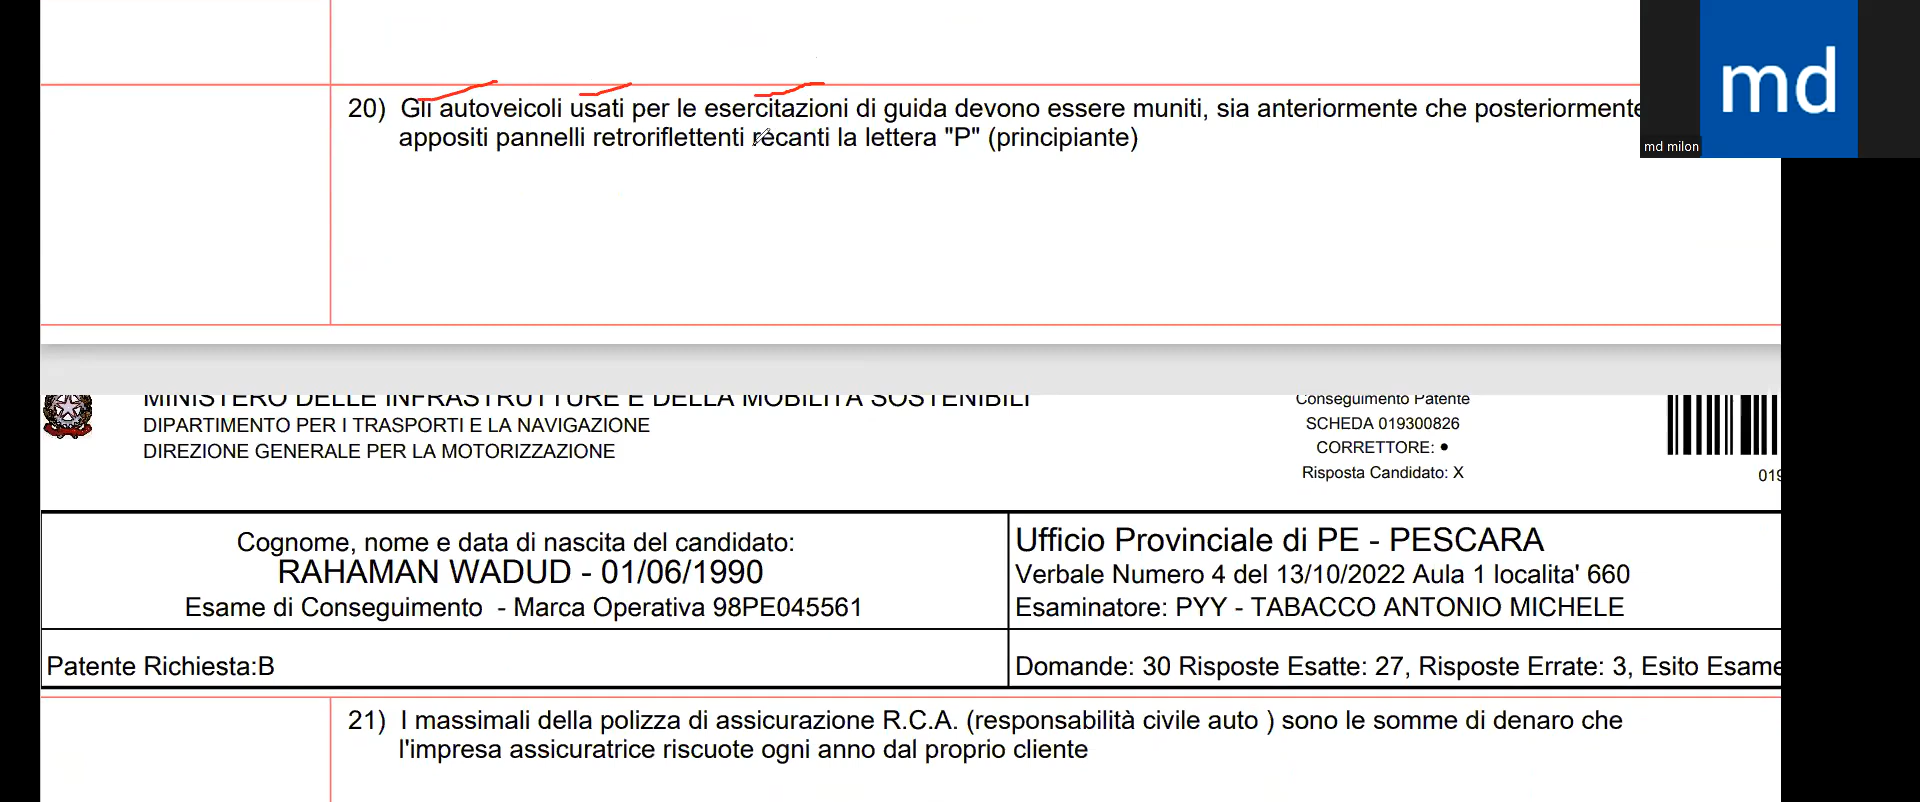 20) Gli autoveicoli usati per le esercitazioni di guida devono essere muniti, sia anteriormente che posteriormente
appositi pannelli retroriflettenti recanti la lettera "P" (principiante)
md
md milon
MINISTERO DELLE INFRASTRUTTURE E DELLA MOBILITÀ SOSTENIBILI
DIPARTIMENTO PER I TRASPORTI E LA NAVIGAZIONE
DIREZIONE GENERALE PER LA MOTORIZZAZIONE
Conseguimento Patente
SCHEDA 019300826
CORRETTORE: •
Risposta Candidato: X
019
Cognome, nome e data di nascita del candidato:
RAHAMAN WADUD - 01/06/1990
Esame di Conseguimento - Marca Operativa 98PE045561
Ufficio Provinciale di PE - PESCARA
Verbale Numero 4 del 13/10/2022 Aula 1 localita' 660
Esaminatore: PYY - TABACCO ANTONIO MICHELE
Patente Richiesta:B
Domande: 30 Risposte Esatte: 27, Risposte Errate: 3, Esito Esame
21) I massimali della polizza di assicurazione R.C.A. (responsabilità civile auto ) sono le somme di denaro che
l'impresa assicuratrice riscuote ogni anno dal proprio cliente